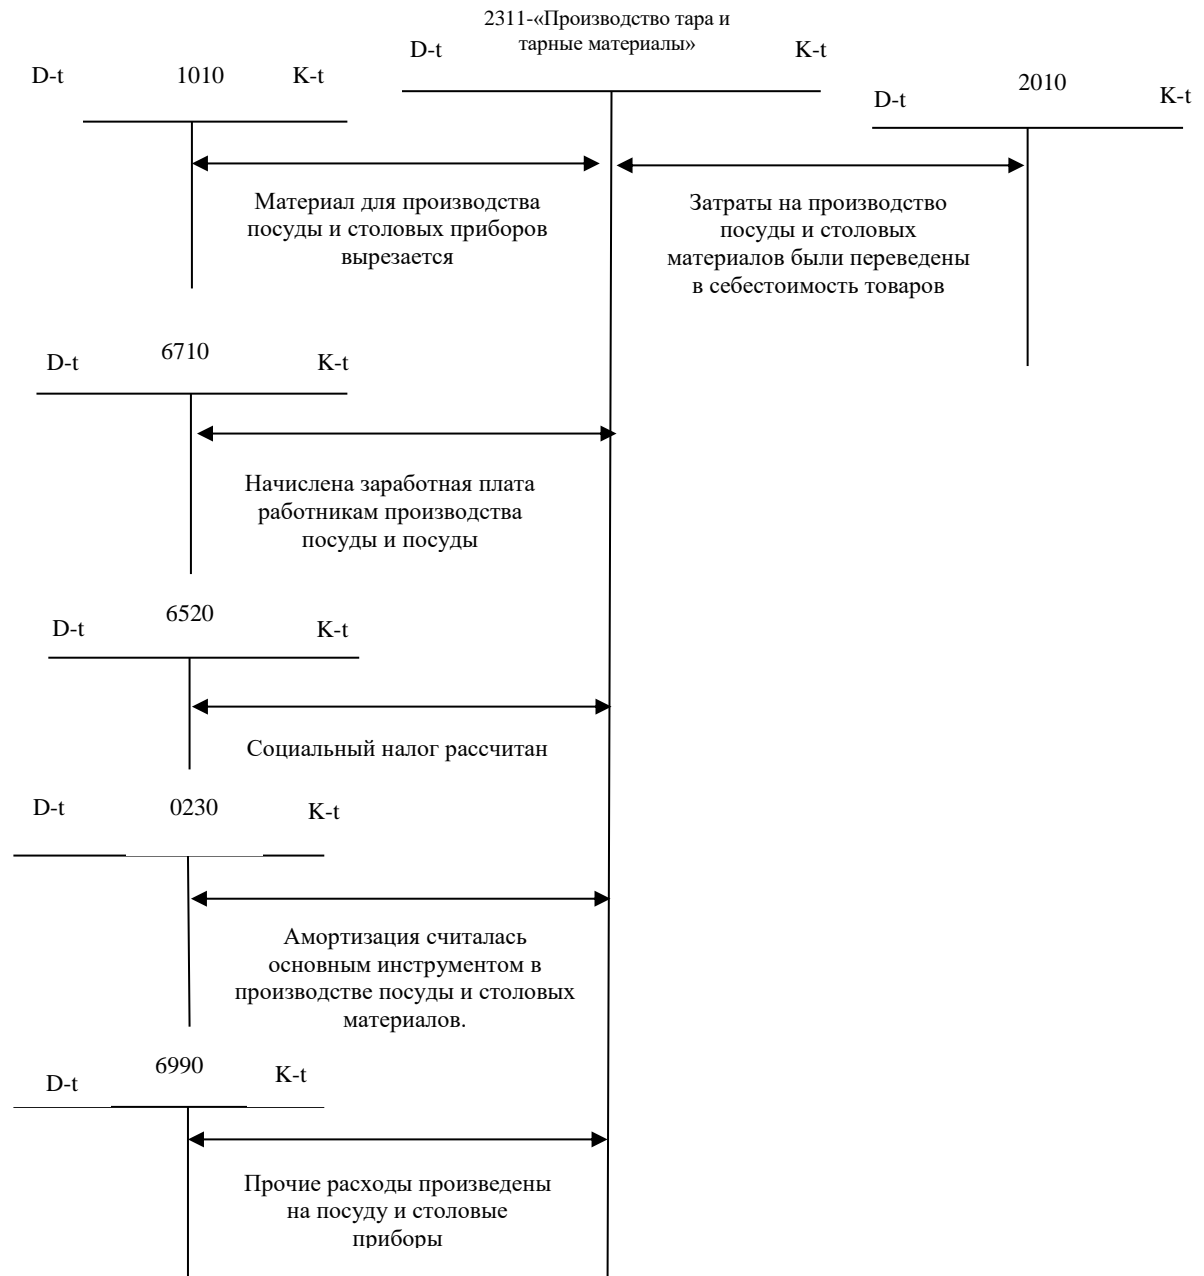 2311-«Производство тара и
тарные материалы»
D-t K-t
D-t 1010 K-t
D-t 2010 K-t
Материал для производства
посуды и столовых приборов
вырезается
Затраты на производство
посуды и столовых
материалов были переведены
в себестоимость товаров
D-t 6710 K-t
Начислена заработная плата
работникам производства
посуды и посуды
D-t 6520 K-t
Социальный налог рассчитан
D-t 0230 K-t
Амортизация считалась
основным инструментом в
производстве посуды и столовых
материалов.
D-t 6990 K-t
Прочие расходы произведены
на посуду и столовые
приборы